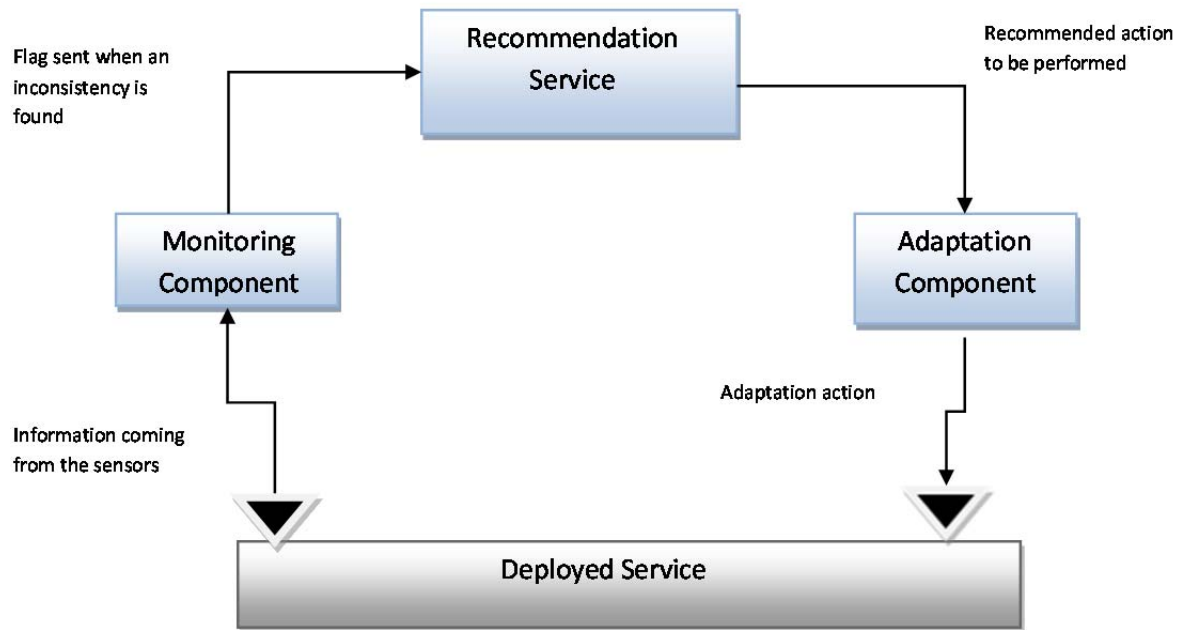 Recommendation
Service
Flag sent when an
inconsistency is
found
Recommended action
to be performed
Monitoring
Component
Adaptation
Component
Adaptation action
Information coming
from the sensors
Deployed Service